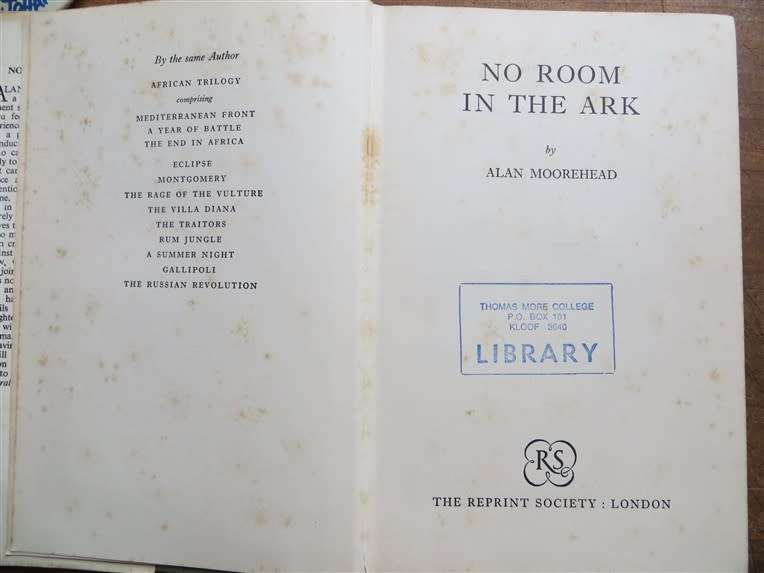 By the same Author
AFRICAN TRILOGY
comprising
MEDITERRANEAN FRONT
A YEAR OF BATTLE
THE END IN AFRICA
ECLIPSE
MONTGOMERY
THE RAGE OF THE VULTURE
THE VILLA DIANA
THE TRAITORS
RUM JUNGLE
A SUMMER NIGHT
GALLIPOLI
THE RUSSIAN REVOLUTION
NO ROOM
IN THE ARK
by
ALAN MOOREHEAD
THOMAS MORE COLLEGE
P.O. BOX 101
KLOOF 3640
LIBRARY
RS
THE REPRINT SOCIETY : LONDON